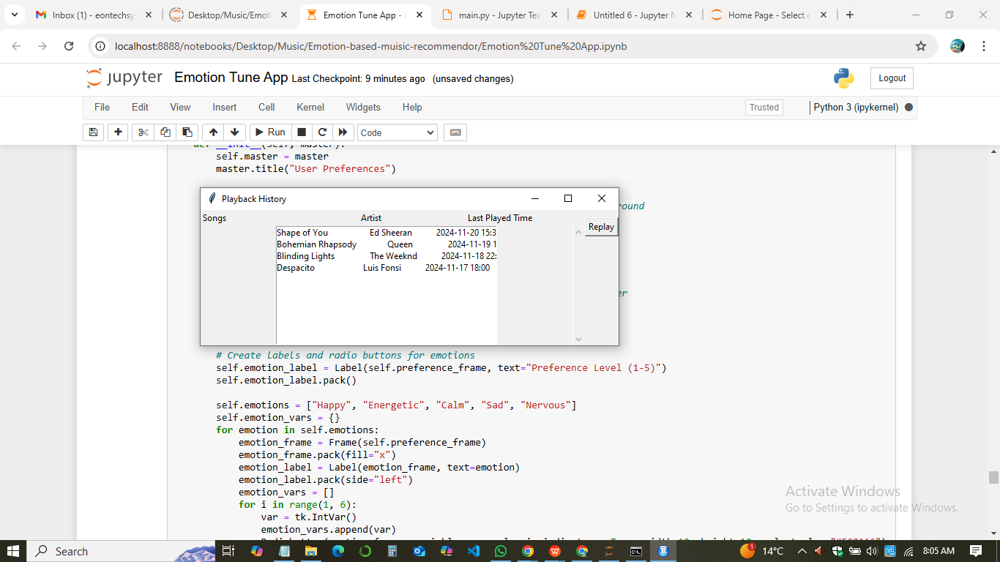 Inbox (1) - eontechsys
Desktop/Music/Emoti
Emotion Tune App - J
main.py - Jupyter Tex
Untitled 6 - Jupyter N
Home Page - Select o
localhost:8888/notebooks/Desktop/Music/Emotion-based-muisic-recommendor/Emotion%20Tune%20App.ipynb
jupyter Emotion Tune App Last Checkpoint: 9 minutes ago (unsaved changes)
Logout
File Edit View Insert Cell Kernel Widgets Help
Trusted
Python 3 (ipykernel)
Run
Code
def __init__(self, master):
self.master = master
master.title("User Preferences")
Playback History
round
Songs Artist Last Played Time
Replay
Shape of You Ed Sheeran 2024-11-20 15:3
Bohemian Rhapsody Queen 2024-11-19 1
Blinding Lights The Weeknd 2024-11-18 22:
Despacito Luis Fonsi 2024-11-17 18:00
er
# Create labels and radio buttons for emotions
self.emotion_label = Label(self.preference_frame, text="Preference Level (1-5)")
self.emotion_label.pack()
self.emotions = ["Happy", "Energetic", "Calm", "Sad", "Nervous"]
self.emotion_vars = {}
for emotion in self.emotions:
emotion_frame = Frame(self.preference_frame)
emotion_frame.pack(fill="x")
emotion_label = Label(emotion_frame, text=emotion)
emotion_label.pack(side="left")
emotion_vars = []
for i in range(1, 6):
var = tk.IntVar()
emotion_vars.append(var)
Activate Windows
Go to Settings to activate Windows.
Search
1
14°C
8:05 AM